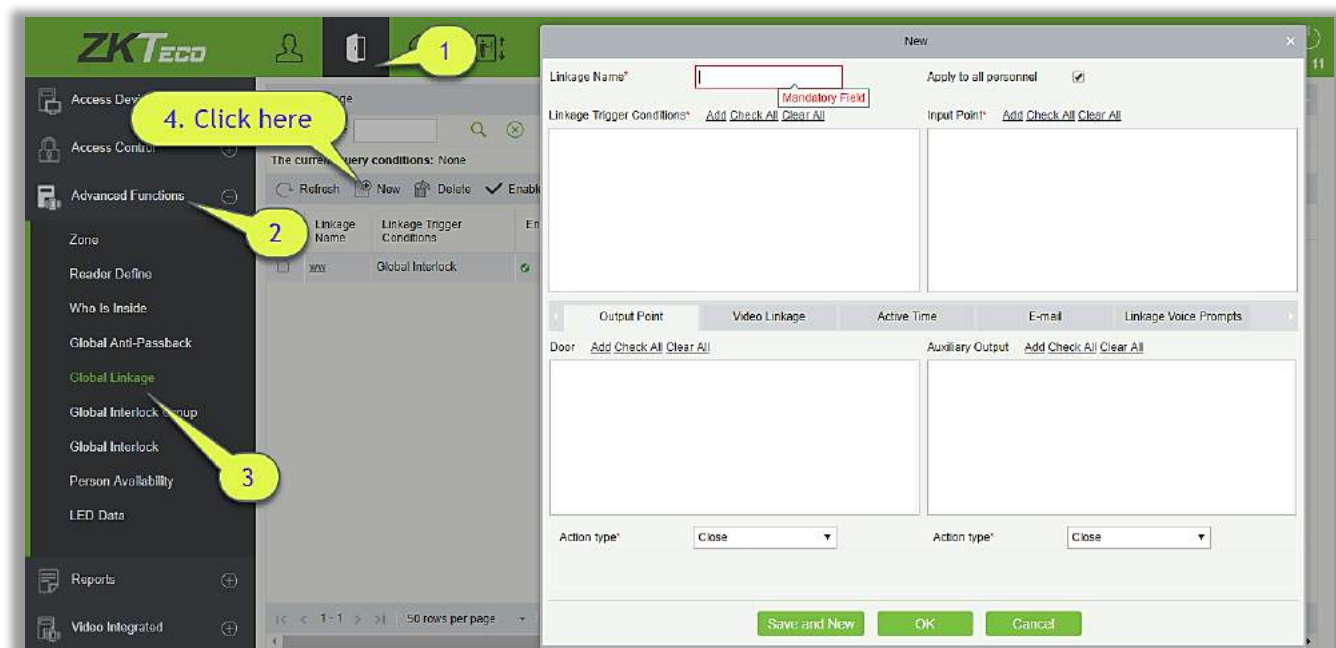 ZKTeco
1
11
Access Devi
4. Click here
Access Control
The current query conditions: None
Advanced Functions
Refresh New Delete Enabl
2
Linkage Name
Linkage Trigger Conditions
En
ww
Global Interlock
Zone
Reader Define
Who Is Inside
Global Anti-Passback
Global Linkage
Global Interlock Group
Global Interlock
Person Availability
3
LED Data
Reports
Video Integrated
1-1 50 rows per page
New
Linkage Name*
Mandatory Field
Apply to all personnel
Linkage Trigger Conditions* Add Check All Clear All
Input Point* Add Check All Clear All
Output Point Video Linkage Active Time E-mail Linkage Voice Prompts
Door Add Check All Clear All
Auxiliary Output Add Check All Clear All
Action type* Close
Action type* Close
Save and New OK Cancel